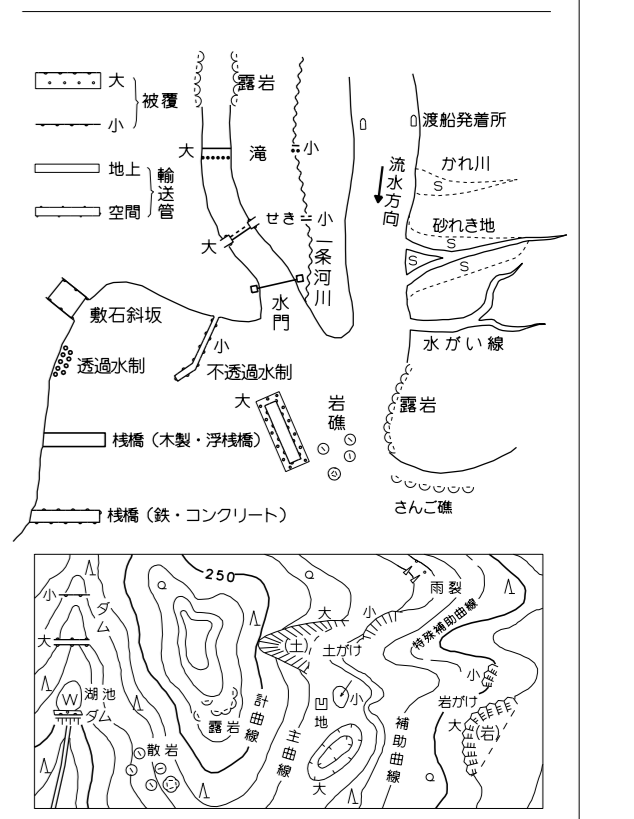 大
小
被覆
地上
空間
輸送管
露岩
大
滝
小
大
せき
小
一条河川
水門
渡船発着所
流水方向
かれ川
S
砂れき地
S
S
S
水がい線
敷石斜坂
透過水制
小
不透過水制
大
岩礁
露岩
さんご礁
桟橋（木製・浮桟橋）
桟橋（鉄・コンクリート）
250
小
ダム
大
湖池
W
ダム
散岩
露岩
計曲線
主曲線
大
小
(土)
土がけ
凹地
小
大
補助曲線
雨裂
特殊補助曲線
小
岩がけ
大
(岩)